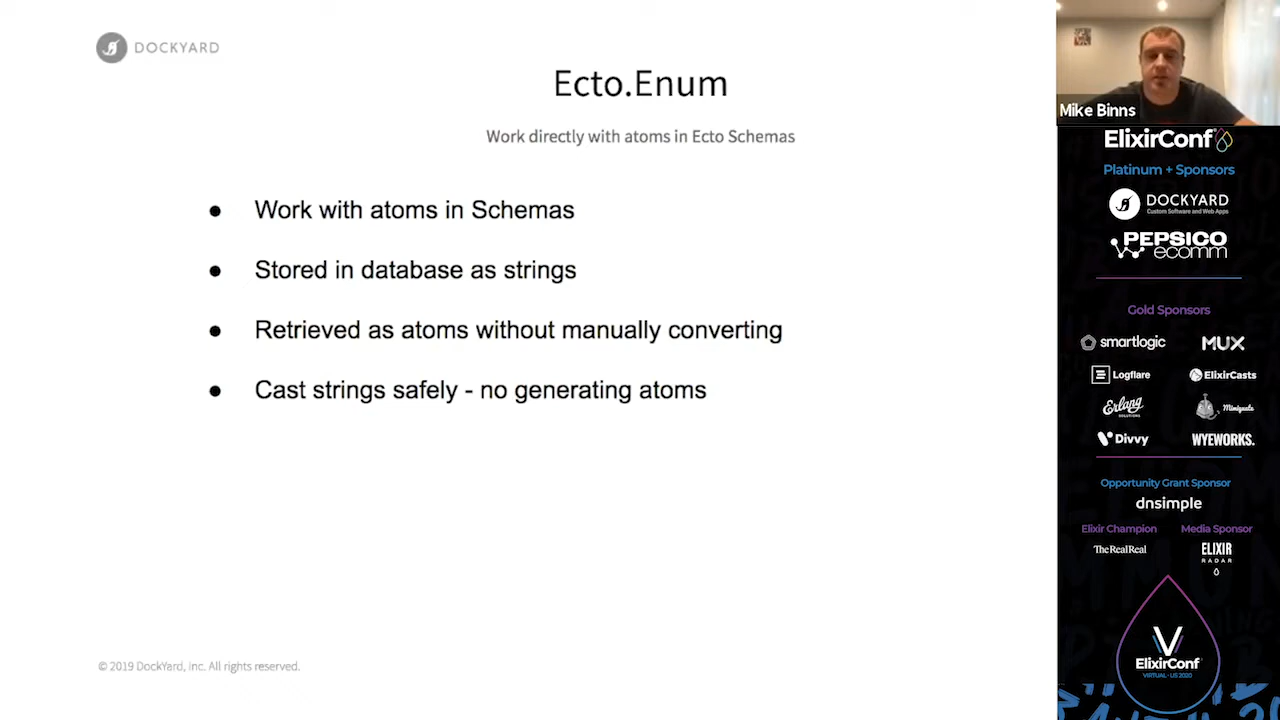 DOCKYARD
Ecto.Enum
Work directly with atoms in Ecto Schemas
● Work with atoms in Schemas
● Stored in database as strings
● Retrieved as atoms without manually converting
● Cast strings safely - no generating atoms
© 2019 DockYard, Inc. All rights reserved.
Mike Binns
ElixirConf
Platinum + Sponsors
DOCKYARD
Custom Software and Web Apps
PEPSICO
ecomm
Gold Sponsors
smartlogic
MUX
Logflare
ElixirCasts
Erlang
SOLUTIONS
Mimiquate
Divvy
WYEWORKS.
Opportunity Grant Sponsor
dnsimple
Elixir Champion
Media Sponsor
TheRealReal
ELIXIR
RADAR
ElixirConf
VIRTUAL · US 2020